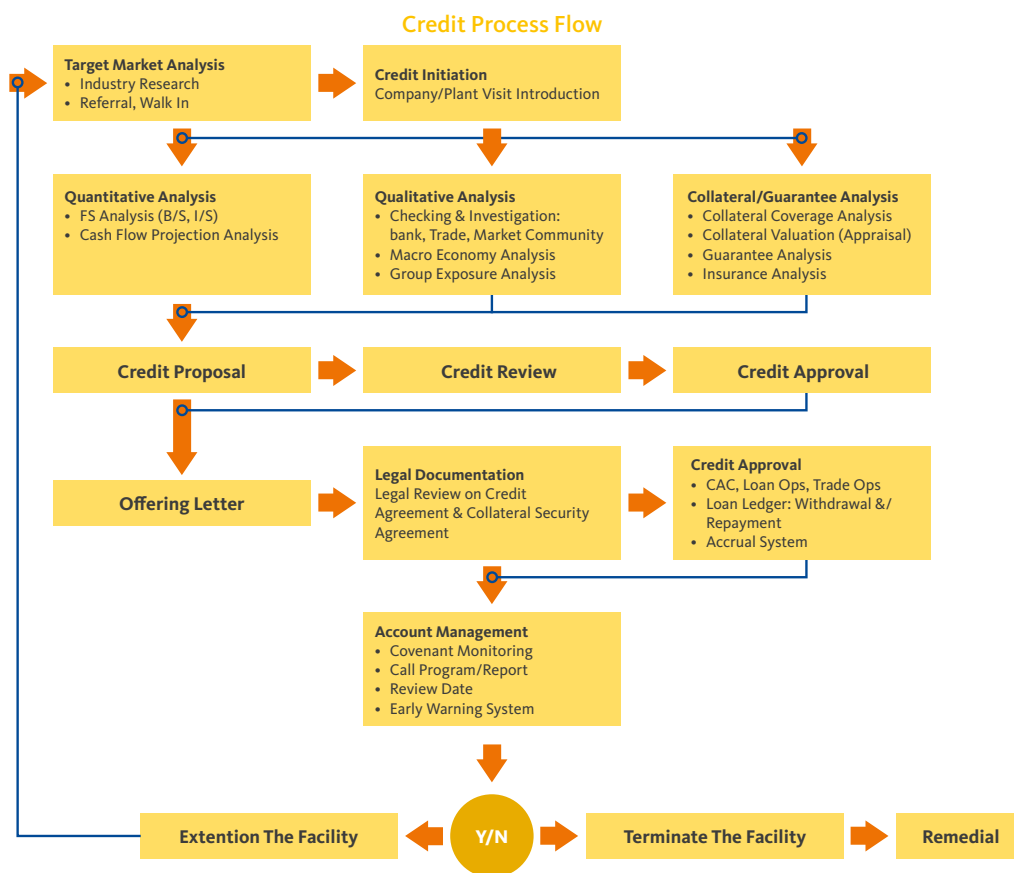 Credit Process Flow
Target Market Analysis
• Industry Research
• Referral, Walk In
Credit Initiation
Company/Plant Visit Introduction
Quantitative Analysis
• FS Analysis (B/S, I/S)
• Cash Flow Projection Analysis
Qualitative Analysis
• Checking & Investigation:
bank, Trade, Market Community
• Macro Economy Analysis
• Group Exposure Analysis
Collateral/Guarantee Analysis
• Collateral Coverage Analysis
• Collateral Valuation (Appraisal)
• Guarantee Analysis
• Insurance Analysis
Credit Proposal
Credit Review
Credit Approval
Offering Letter
Legal Documentation
Legal Review on Credit
Agreement & Collateral Security
Agreement
Credit Approval
• CAC, Loan Ops, Trade Ops
• Loan Ledger: Withdrawal &/
Repayment
• Accrual System
Account Management
• Covenant Monitoring
• Call Program/Report
• Review Date
• Early Warning System
Extention The Facility
Y/N
Terminate The Facility
Remedial